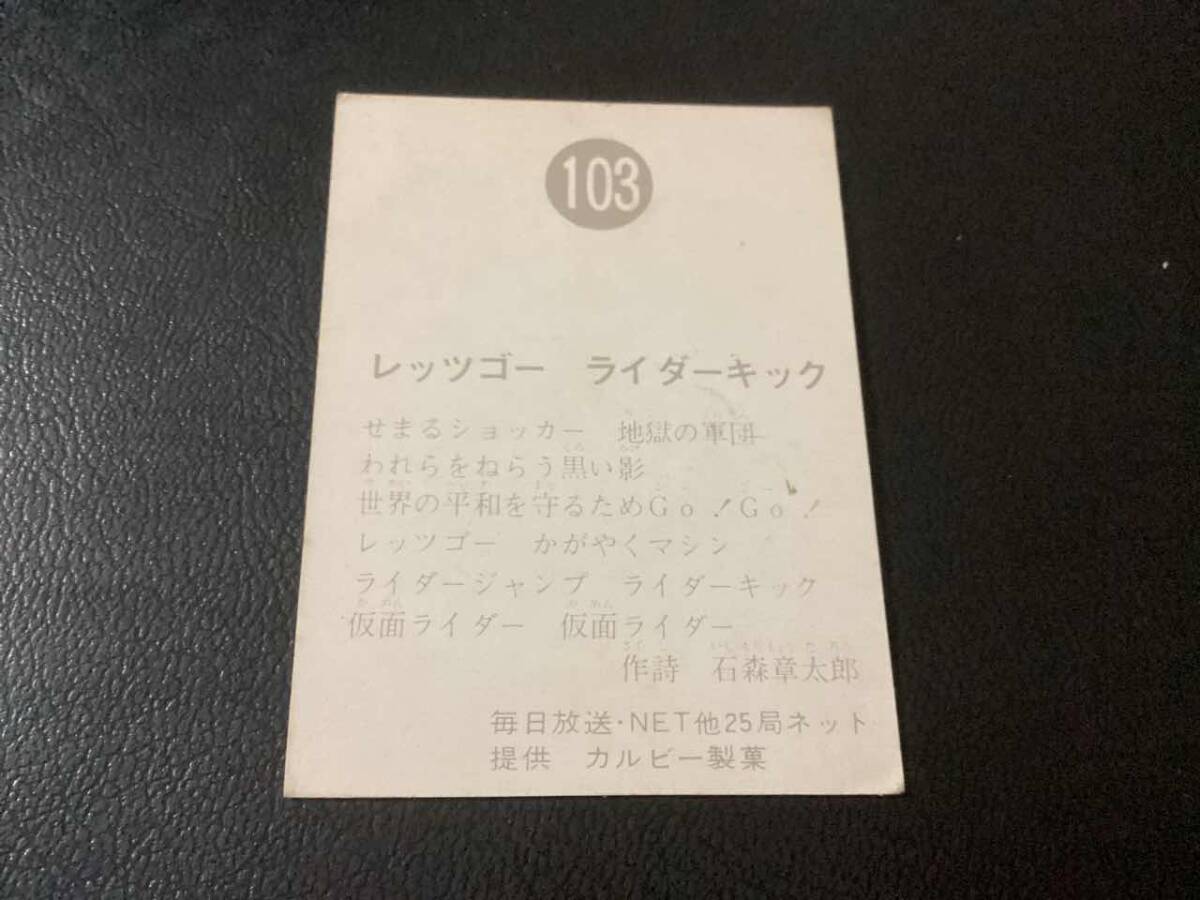 103
レッツゴー　ライダーキック
せまるショッカー　地獄の軍団
われらをねらう黒い影
世界の平和を守るためGo！Go！
レッツゴー　かがやくマシン
ライダージャンプ　ライダーキック
仮面ライダー　仮面ライダー
作詩　石森章太郎
毎日放送・NET他25局ネット
提供　カルビー製菓